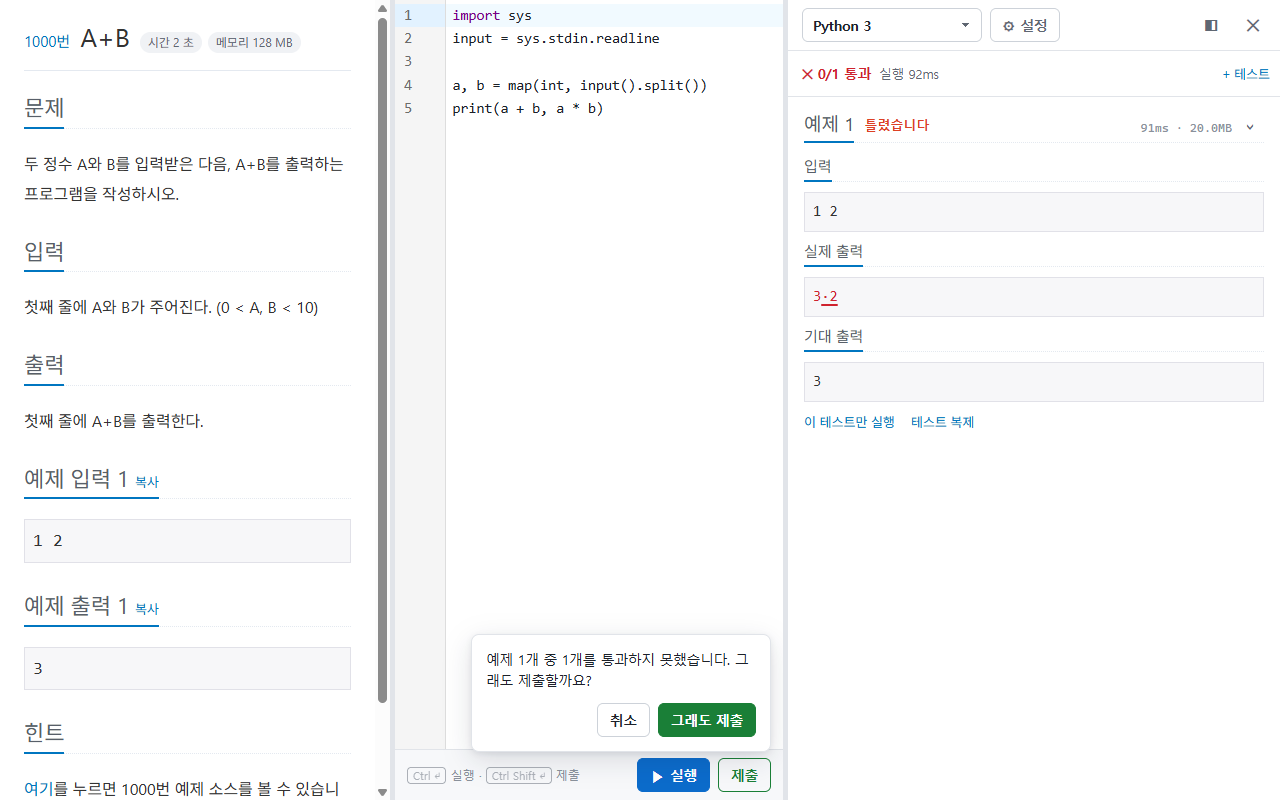 1000번 A+B 시간 2 초 메모리 128 MB
문제
두 정수 A와 B를 입력받은 다음, A+B를 출력하는
프로그램을 작성하시오.
입력
첫째 줄에 A와 B가 주어진다. (0 < A, B < 10)
출력
첫째 줄에 A+B를 출력한다.
예제 입력 1 복사
1 2
예제 출력 1 복사
3
힌트
여기를 누르면 1000번 예제 소스를 볼 수 있습니
1 import sys
2 input = sys.stdin.readline
3
4 a, b = map(int, input().split())
5 print(a + b, a * b)
예제 1개 중 1개를 통과하지 못했습니다. 그
래도 제출할까요?
취소 그래도 제출
Ctrl ⏎ 실행 · Ctrl Shift ⏎ 제출 ▶ 실행 제출
Python 3 ⚙ 설정
✕ 0/1 통과 실행 92ms + 테스트
예제 1 틀렸습니다 91ms · 20.0MB
입력
1 2
실제 출력
3·2
기대 출력
3
이 테스트만 실행 테스트 복제